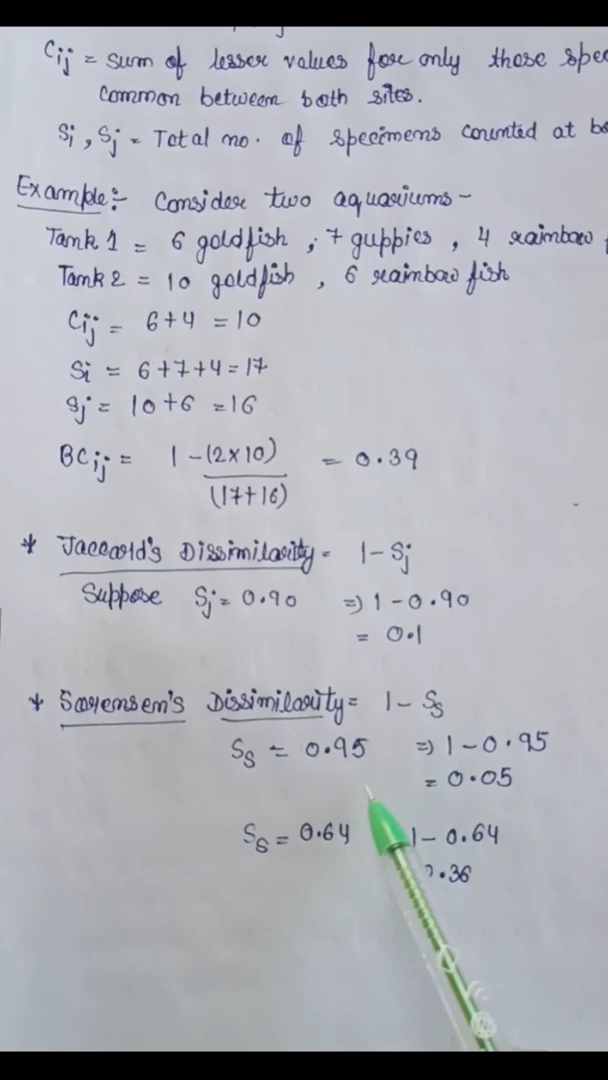 Cij = sum of lesser values for only those
common between both sites.
Si, Sj = Total no. of specimens counted at
Example:- Consider two aquariums -
Tank 1 = 6 goldfish, 7 guppies, 4 rainbow
Tank 2 = 10 goldfish, 6 rainbow fish
Cij = 6+4 = 10
Si = 6+7+4 = 17
Sj = 10+6 = 16
BCij = 1 - (2×10) / (17+16) = 0.39
* Jaccard's Dissimilarity = 1 - Sj
Suppose Sj = 0.90 ⇒ 1 - 0.90
= 0.1
* Sorensem's Dissimilarity = 1 - Ss
Ss = 0.95 ⇒ 1 - 0.95
= 0.05
Ss = 0.64 1 - 0.64
0.36